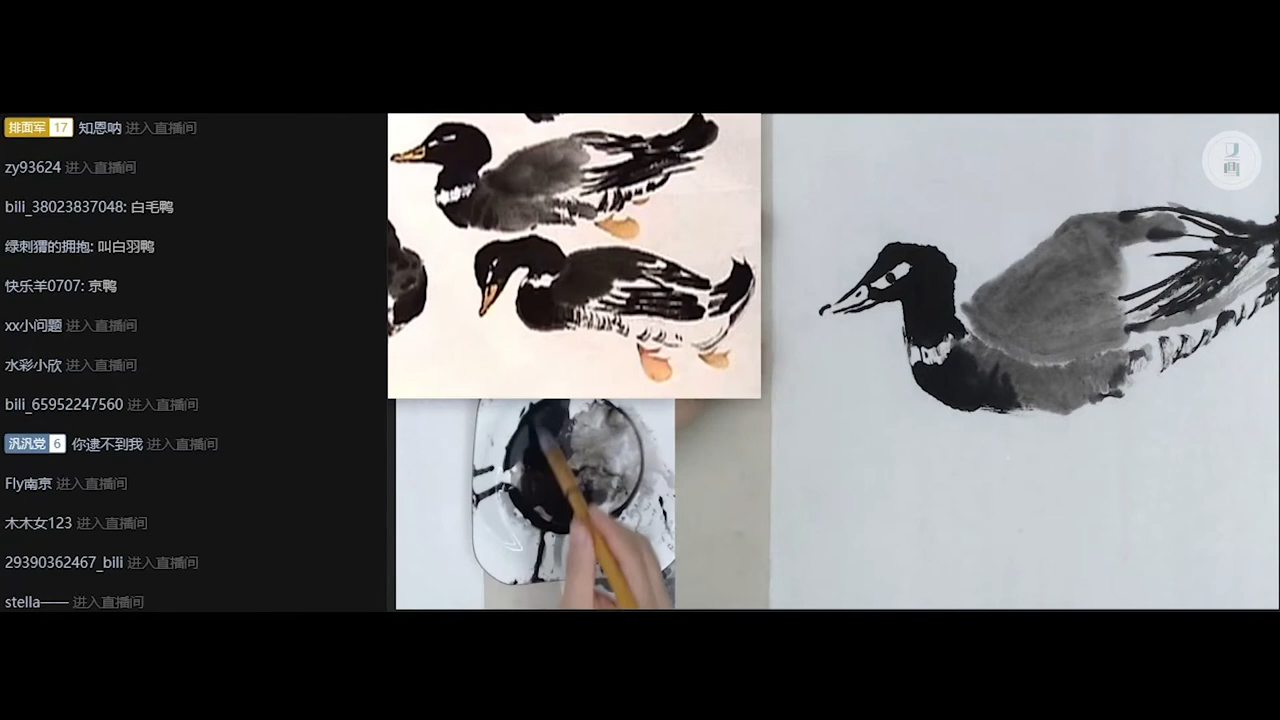 排面军 17 知恩呐 进入直播间
zy93624 进入直播间
bili_38023837048: 白毛鸭
绿刺猬的拥抱: 叫白羽鸭
快乐羊0707: 京鸭
xx小问题 进入直播间
水彩小欣 进入直播间
bili_65952247560 进入直播间
汎汎党 6 你逮不到我 进入直播间
Fly南京 进入直播间
木木女123 进入直播间
29390362467_bili 进入直播间
stella—— 进入直播间